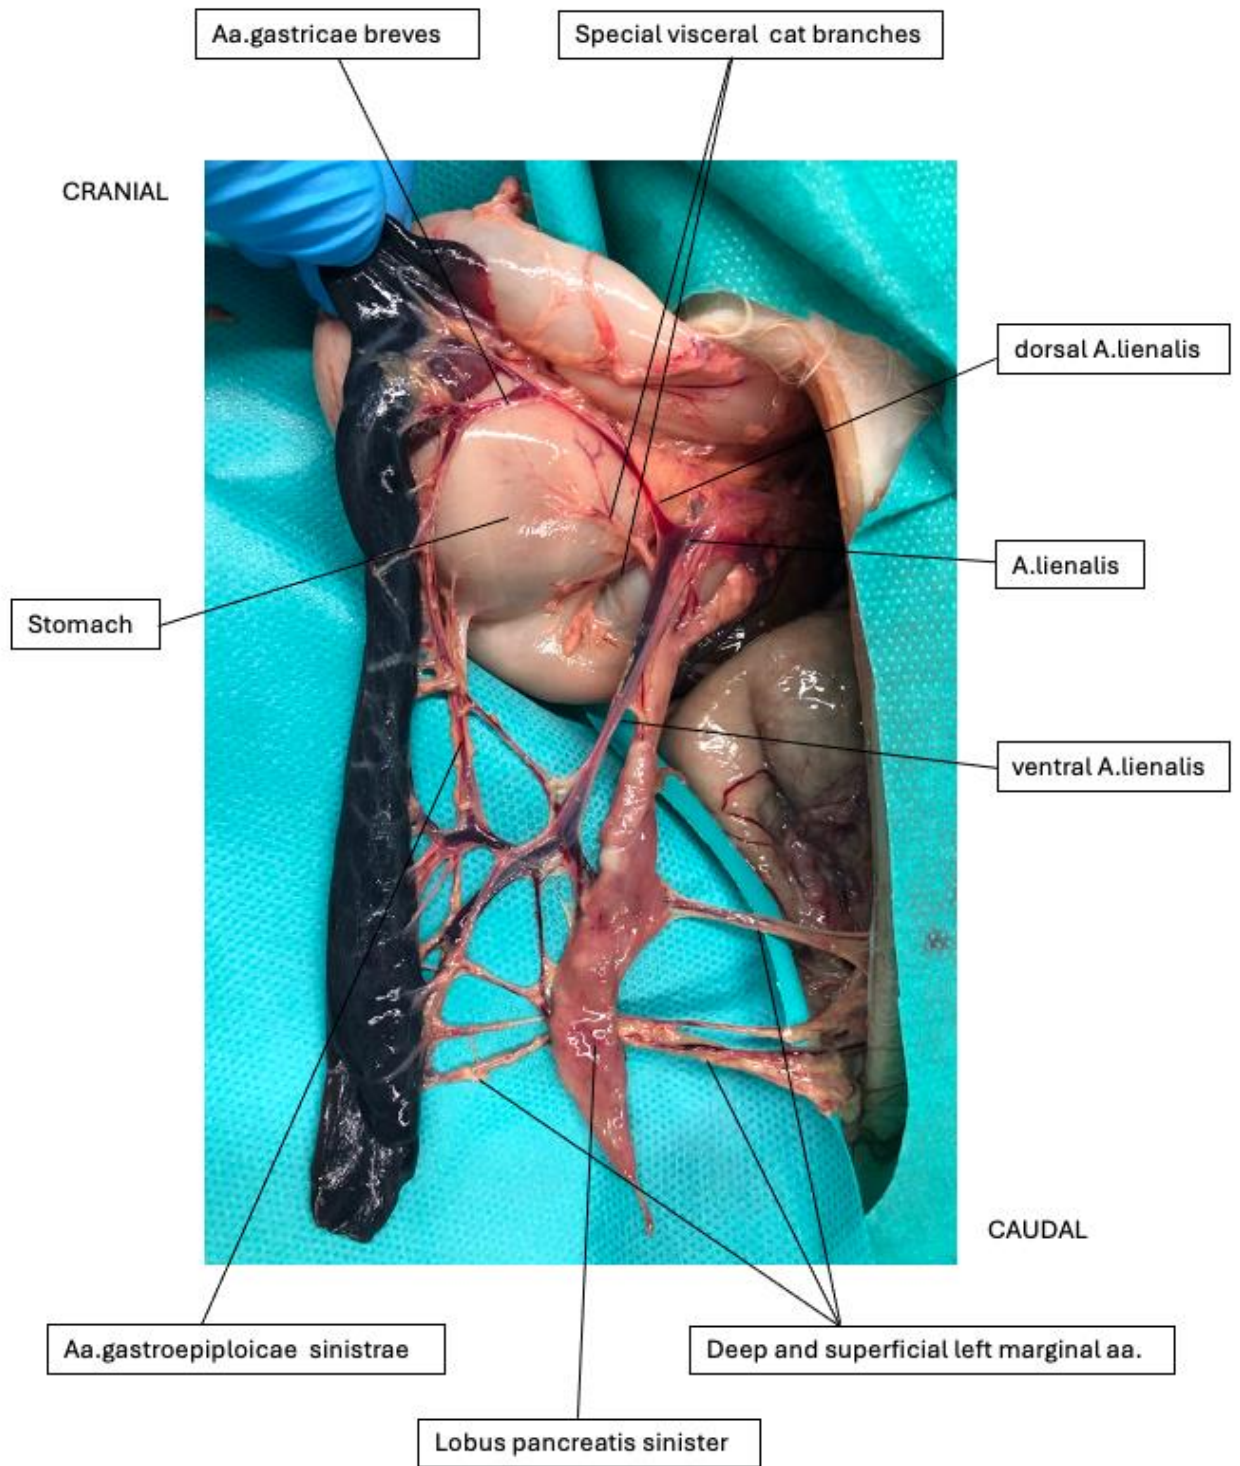 Aa.gastricae breves
Special visceral cat branches
CRANIAL
dorsal A.lienalis
A.lienalis
Stomach
ventral A.lienalis
CAUDAL
Aa.gastroepiploicae sinistrae
Deep and superficial left marginal aa.
Lobus pancreatis sinister